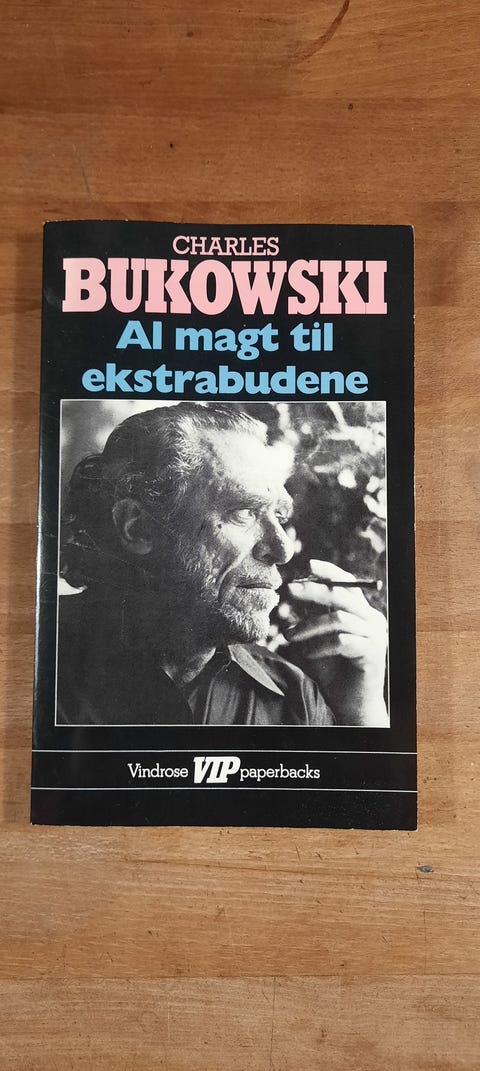 CHARLES
BUKOWSKI
Al magt til
ekstrabudene
Vindrose VIP paperbacks